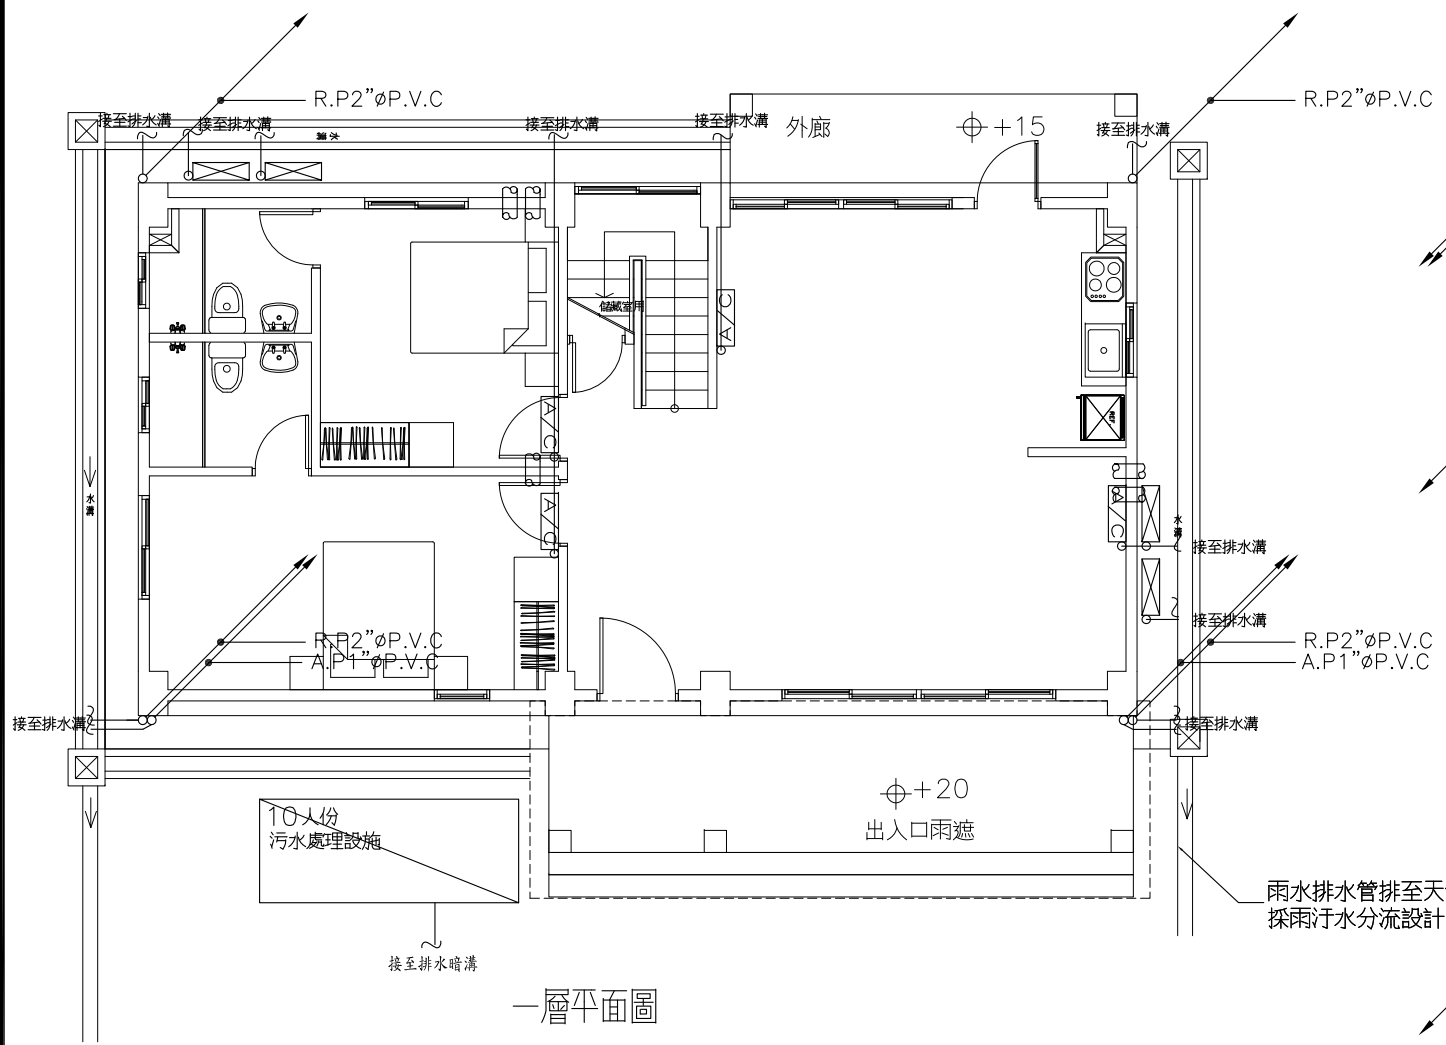 R.P2"øP.V.C
R.P2"øP.V.C
接至排水溝
接至排水溝
接至排水溝
接至排水溝
接至排水溝
外廊
+15
水溝
儲藏室用
A/C
REF.
A/C
A/C
A/C
水溝
水溝
接至排水溝
接至排水溝
R.P2"øP.V.C
A.P1"øP.V.C
R.P2"øP.V.C
A.P1"øP.V.C
接至排水溝
接至排水溝
+20
出入口雨遮
10人份
污水處理設施
雨水排水管排至天
採雨汙水分流設計
接至排水暗溝
一層平面圖